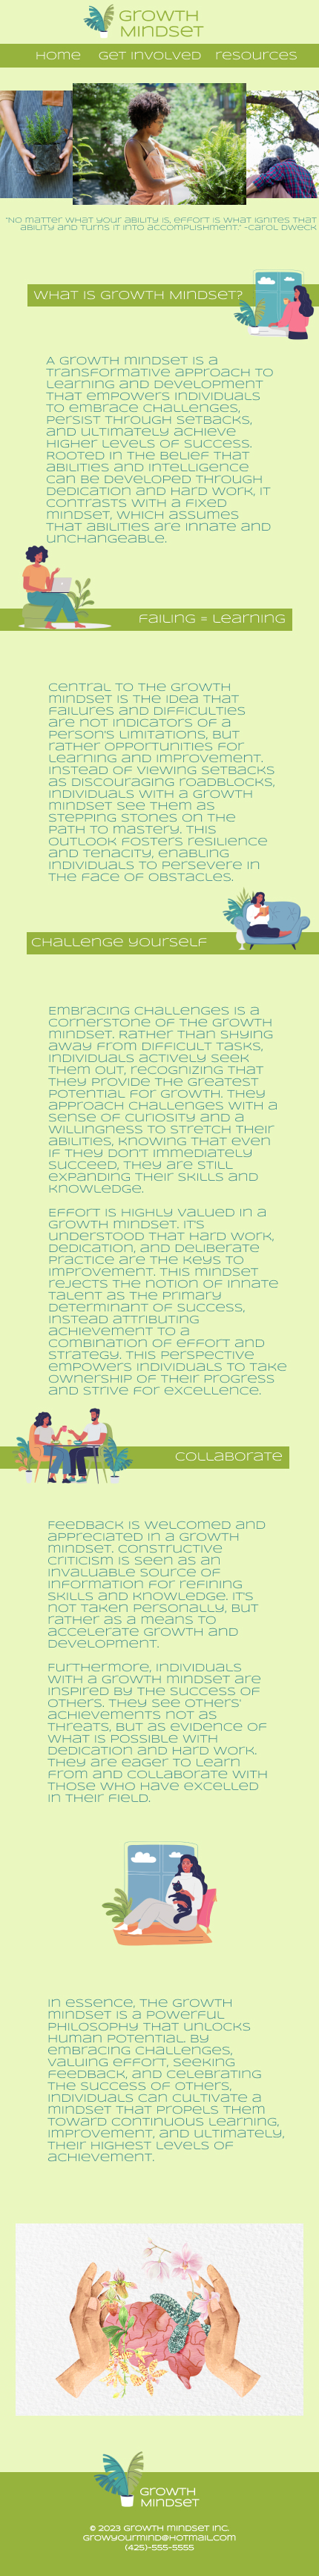 Growth
Mindset
Home Get Involved Resources
"No matter what your ability is, effort is what ignites that
ability and turns it into accomplishment." -Carol Dweck
What is Growth Mindset?
A growth mindset is a
transformative approach to
learning and development
that empowers individuals
to embrace challenges,
persist through setbacks,
and ultimately achieve
higher levels of success.
Rooted in the belief that
abilities and intelligence
can be developed through
dedication and hard work, it
contrasts with a fixed
mindset, which assumes
that abilities are innate and
unchangeable.
Failing = Learning
Central to the growth
mindset is the idea that
failures and difficulties
are not indicators of a
person's limitations, but
rather opportunities for
learning and improvement.
Instead of viewing setbacks
as discouraging roadblocks,
individuals with a growth
mindset see them as
stepping stones on the
path to mastery. This
outlook fosters resilience
and tenacity, enabling
individuals to persevere in
the face of obstacles.
Challenge Yourself
Embracing challenges is a
cornerstone of the growth
mindset. Rather than shying
away from difficult tasks,
individuals actively seek
them out, recognizing that
they provide the greatest
potential for growth. They
approach challenges with a
sense of curiosity and a
willingness to stretch their
abilities, knowing that even
if they don't immediately
succeed, they are still
expanding their skills and
knowledge.
Effort is highly valued in a
growth mindset. It's
understood that hard work,
dedication, and deliberate
practice are the keys to
improvement. This mindset
rejects the notion of innate
talent as the primary
determinant of success,
instead attributing
achievement to a
combination of effort and
strategy. This perspective
empowers individuals to take
ownership of their progress
and strive for excellence.
Collaborate
Feedback is welcomed and
appreciated in a growth
mindset. Constructive
criticism is seen as an
invaluable source of
information for refining
skills and knowledge. It's
not taken personally, but
rather as a means to
accelerate growth and
development.
Furthermore, individuals
with a growth mindset are
inspired by the success of
others. They see others'
achievements not as
threats, but as evidence of
what is possible with
dedication and hard work.
They are eager to learn
from and collaborate with
those who have excelled
in their field.
In essence, the growth
mindset is a powerful
philosophy that unlocks
human potential. By
embracing challenges,
valuing effort, seeking
feedback, and celebrating
the success of others,
individuals can cultivate a
mindset that propels them
toward continuous learning,
improvement, and ultimately,
their highest levels of
achievement.
Growth
Mindset
© 2023 Growth Mindset Inc.
growyourmind@hotmail.com
(425)-555-5555